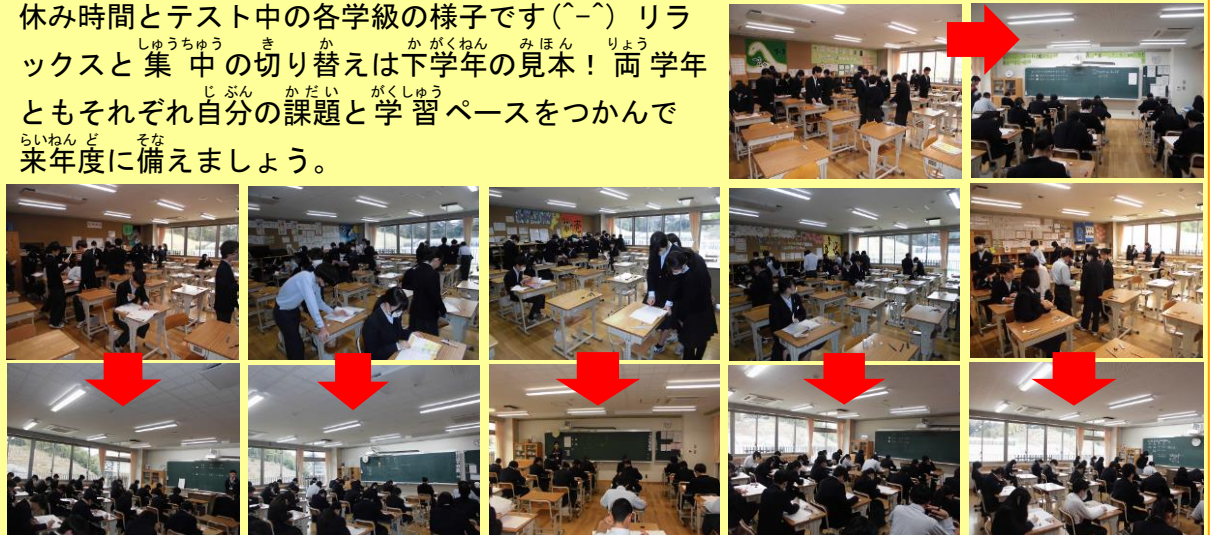 休み時間とテスト中の各学級の様子です(^-^) リラ
ックスと集中の切り替えは下学年の見本！両学年
ともそれぞれ自分の課題と学習ペースをつかんで
来年度に備えましょう。